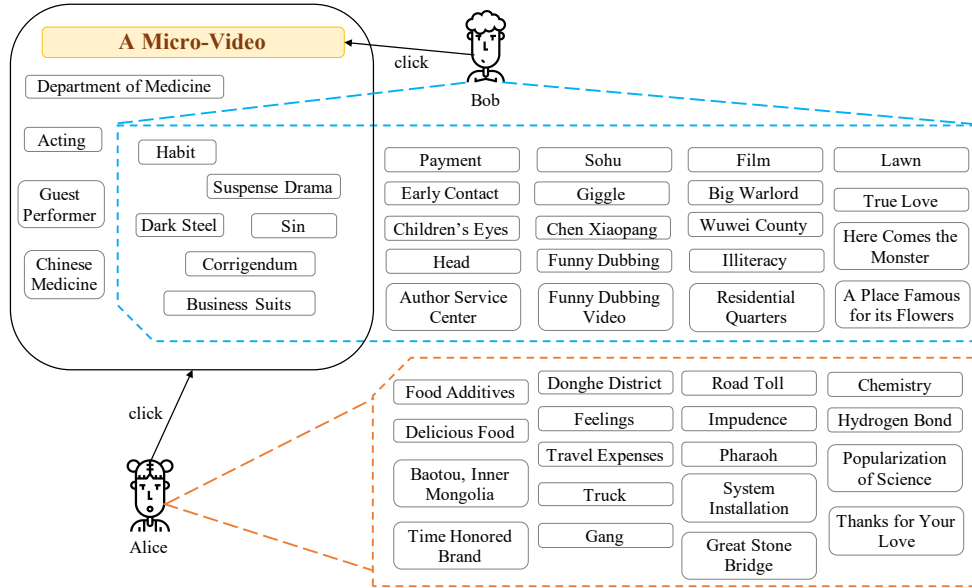 A Micro-Video
click
Bob
Department of Medicine
Acting
Guest
Performer
Chinese
Medicine
Habit
Suspense Drama
Dark Steel
Sin
Corrigendum
Business Suits
Payment
Early Contact
Children's Eyes
Head
Author Service
Center
Sohu
Giggle
Chen Xiaopang
Funny Dubbing
Funny Dubbing
Video
Film
Big Warlord
Wuwei County
Illiteracy
Residential
Quarters
Lawn
True Love
Here Comes the
Monster
A Place Famous
for its Flowers
click
Alice
Food Additives
Delicious Food
Baotou, Inner
Mongolia
Time Honored
Brand
Donghe District
Feelings
Travel Expenses
Truck
Gang
Road Toll
Impudence
Pharaoh
System
Installation
Great Stone
Bridge
Chemistry
Hydrogen Bond
Popularization
of Science
Thanks for Your
Love